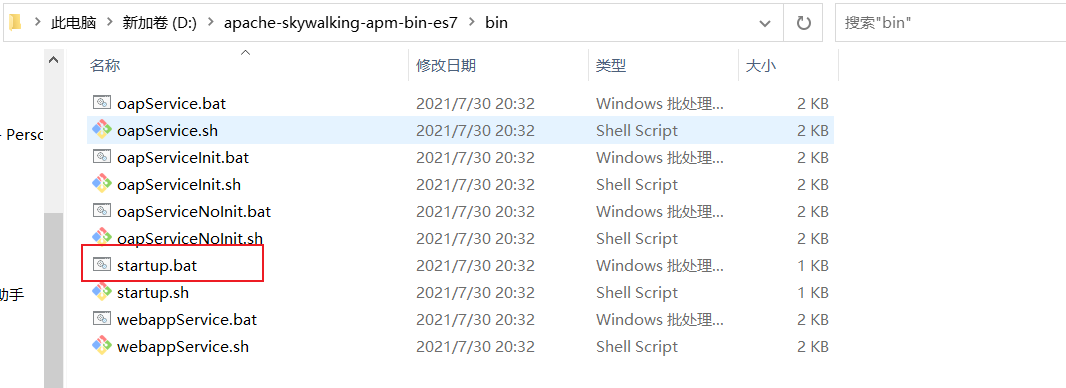 此电脑 > 新加卷 (D:) > apache-skywalking-apm-bin-es7 > bin 搜索"bin"
名称 修改日期 类型 大小
oapService.bat 2021/7/30 20:32 Windows 批处理... 2 KB
- Persc oapService.sh 2021/7/30 20:32 Shell Script 2 KB
oapServiceInit.bat 2021/7/30 20:32 Windows 批处理... 2 KB
oapServiceInit.sh 2021/7/30 20:32 Shell Script 2 KB
oapServiceNoInit.bat 2021/7/30 20:32 Windows 批处理... 2 KB
oapServiceNoInit.sh 2021/7/30 20:32 Shell Script 2 KB
startup.bat 2021/7/30 20:32 Windows 批处理... 1 KB
助手 startup.sh 2021/7/30 20:32 Shell Script 1 KB
webappService.bat 2021/7/30 20:32 Windows 批处理... 2 KB
webappService.sh 2021/7/30 20:32 Shell Script 2 KB